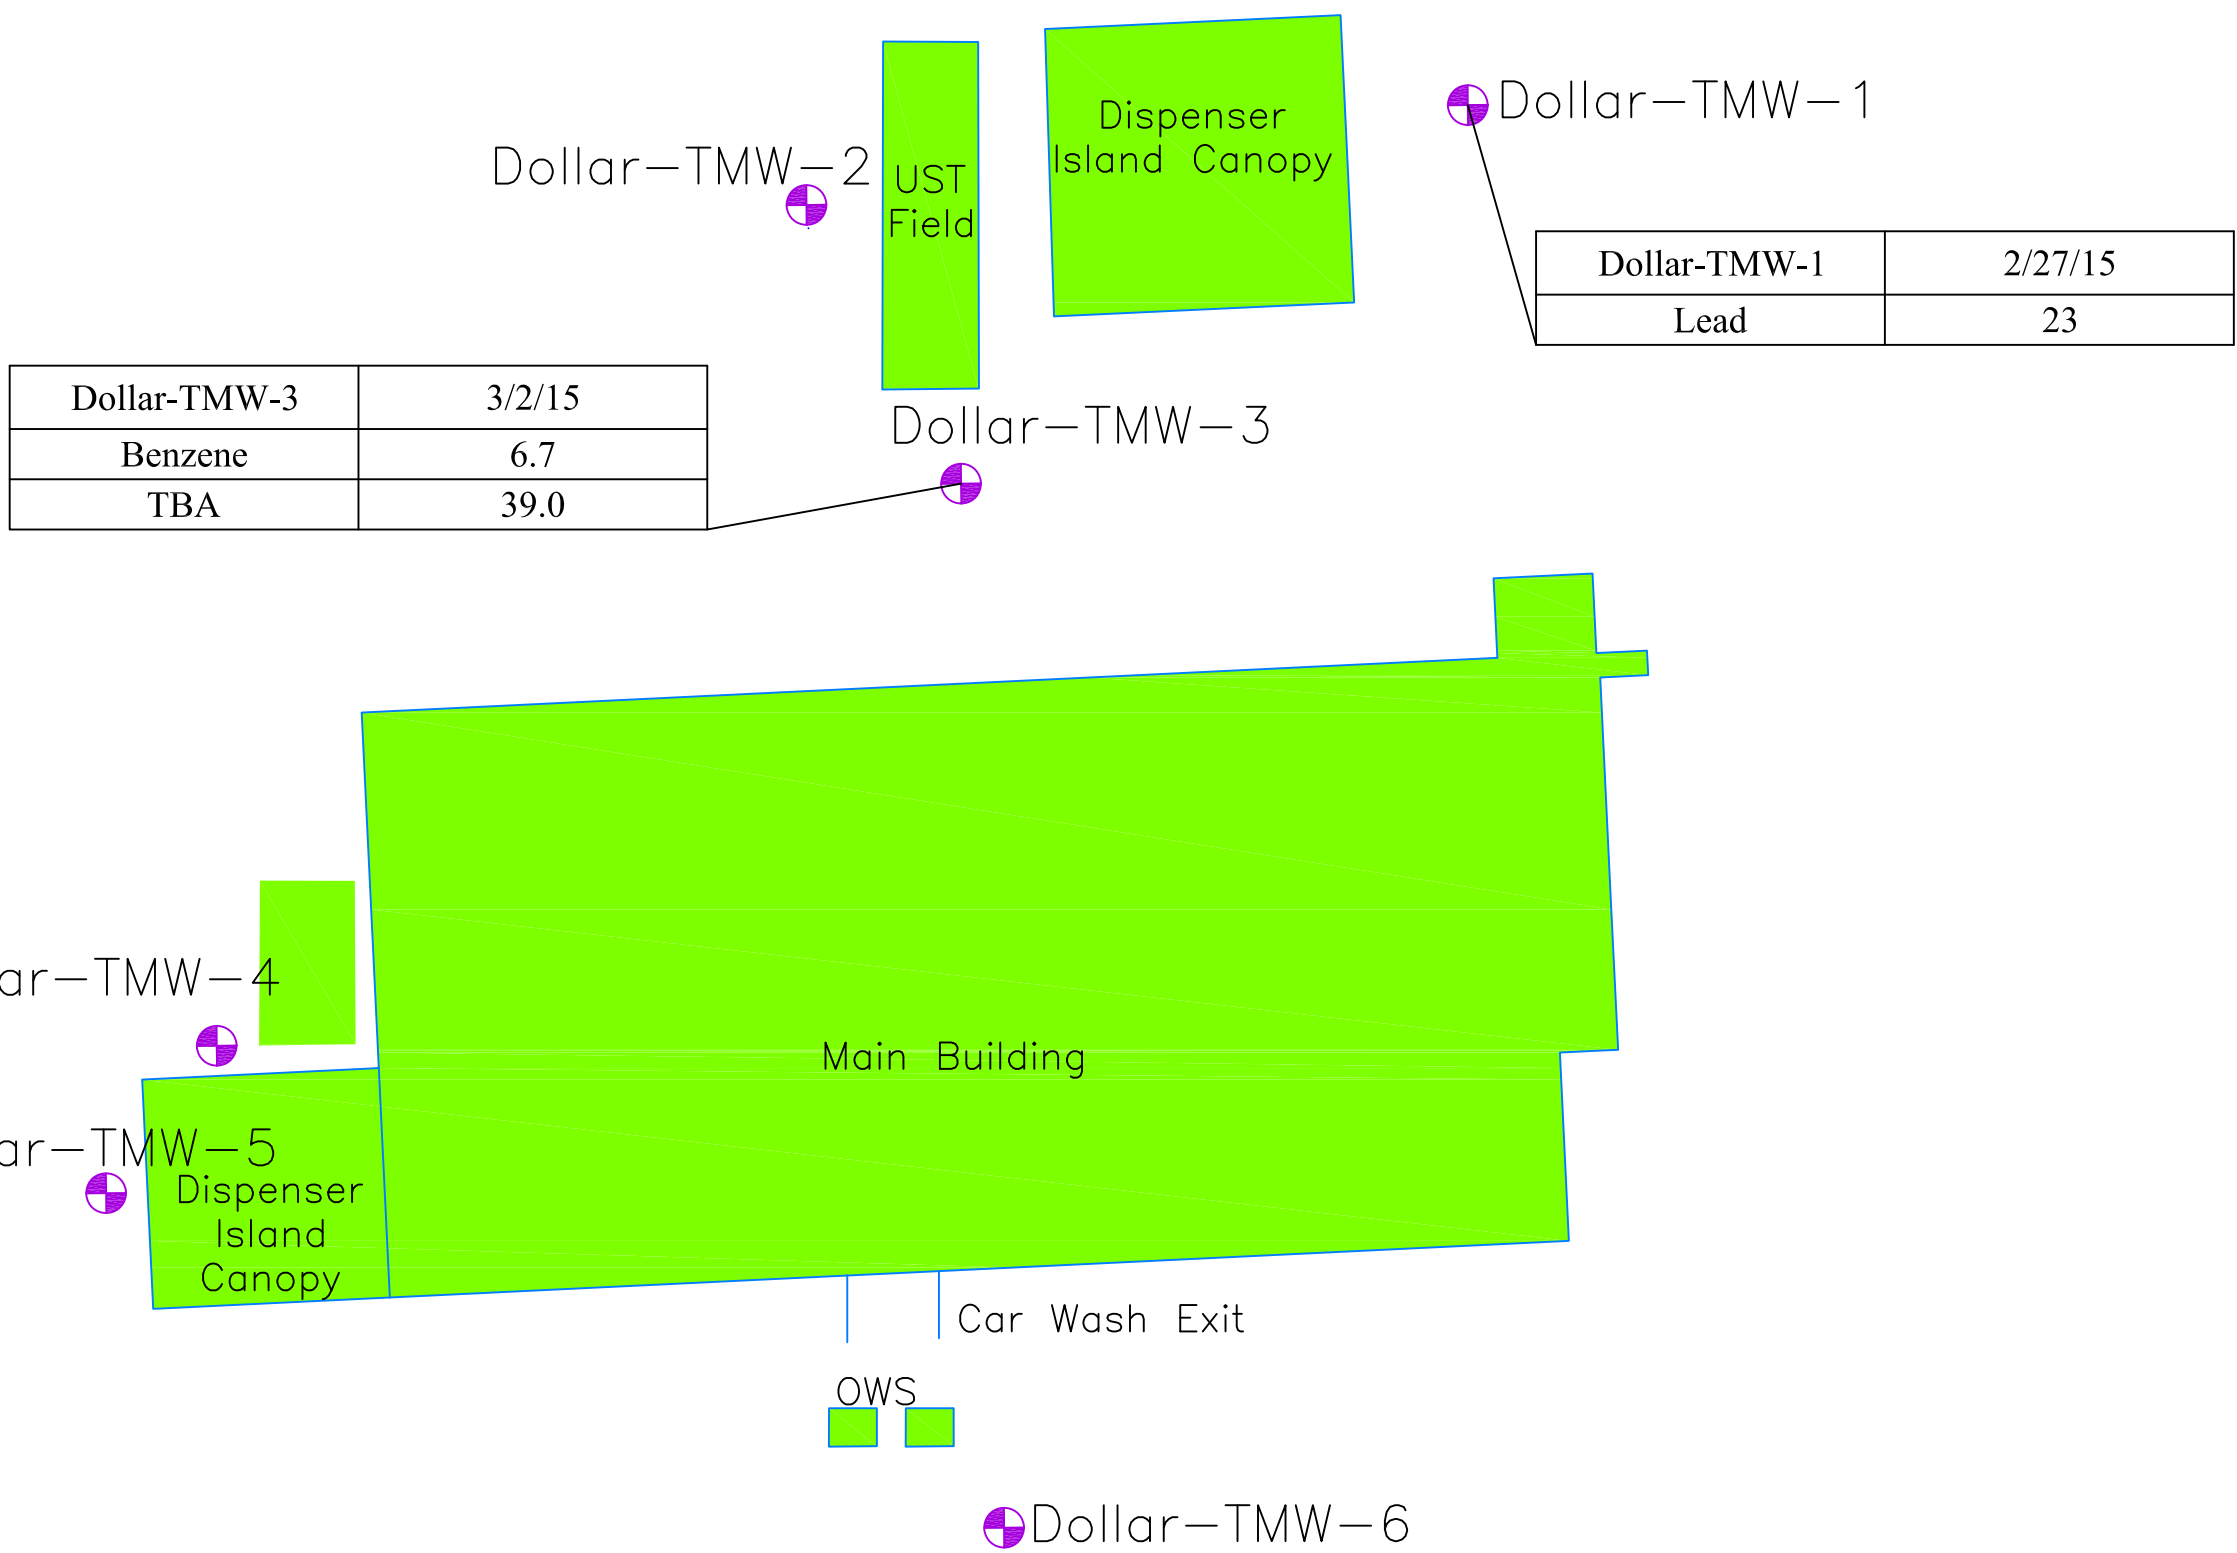 Dollar-TMW-1
Dispenser
Island Canopy
Dollar-TMW-2
UST
Field
Dollar-TMW-1 2/27/15
Lead 23
Dollar-TMW-3 3/2/15
Benzene 6.7
TBA 39.0
Dollar-TMW-3
ar-TMW-4
Main Building
ar-TMW-5
Dispenser
Island
Canopy
Car Wash Exit
OWS
Dollar-TMW-6